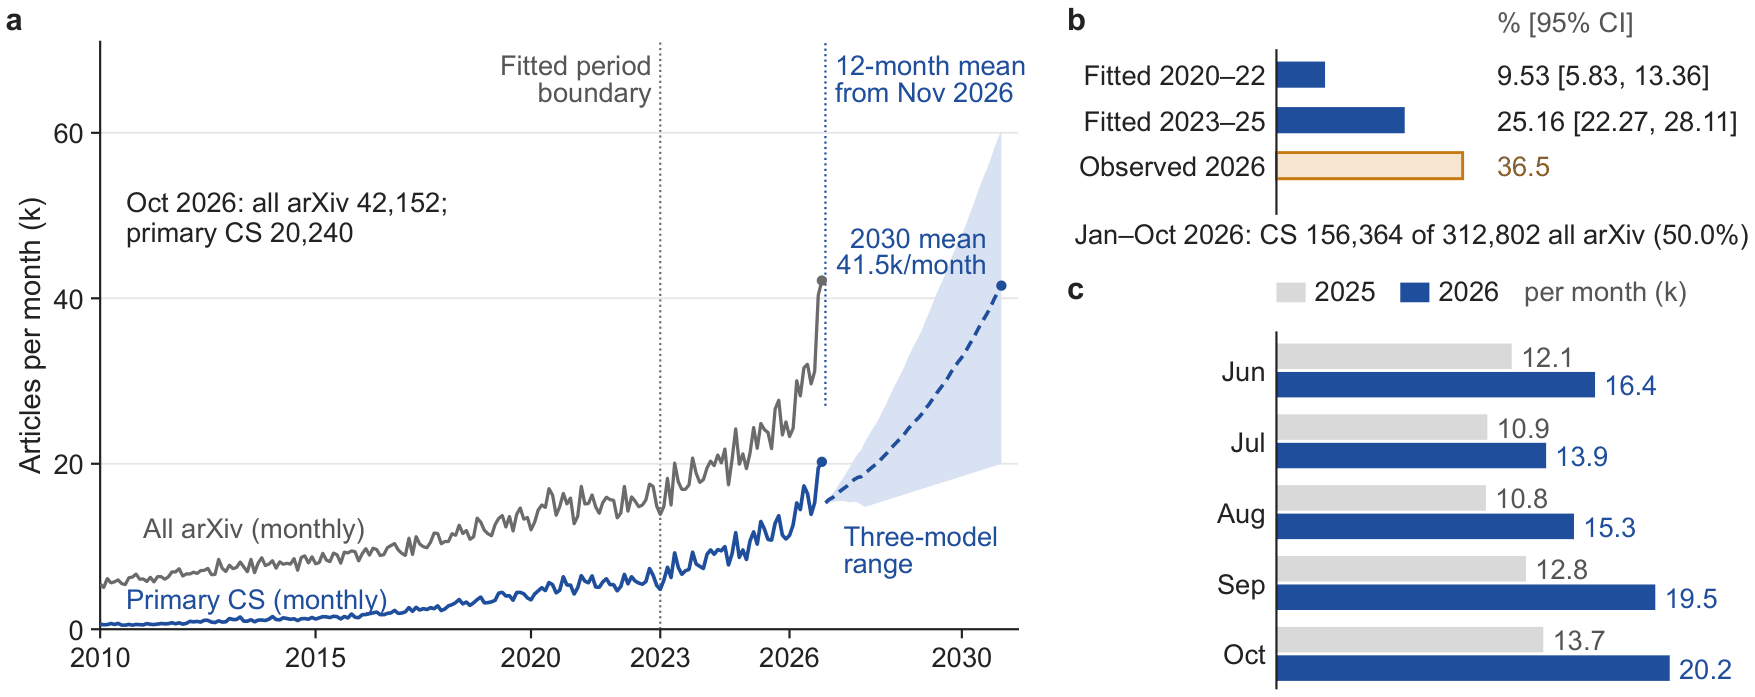 a
Fitted period
boundary
12-month mean
from Nov 2026
Oct 2026: all arXiv 42,152;
primary CS 20,240
2030 mean
41.5k/month
All arXiv (monthly)
Primary CS (monthly)
Three-model
range
Articles per month (k)
60
40
20
0
2010
2015
2020
2023
2026
2030
b
% [95% CI]
Fitted 2020–22
9.53 [5.83, 13.36]
Fitted 2023–25
25.16 [22.27, 28.11]
Observed 2026
36.5
Jan–Oct 2026: CS 156,364 of 312,802 all arXiv (50.0%)
c
2025
2026
per month (k)
Jun
12.1
16.4
Jul
10.9
13.9
Aug
10.8
15.3
Sep
12.8
19.5
Oct
13.7
20.2